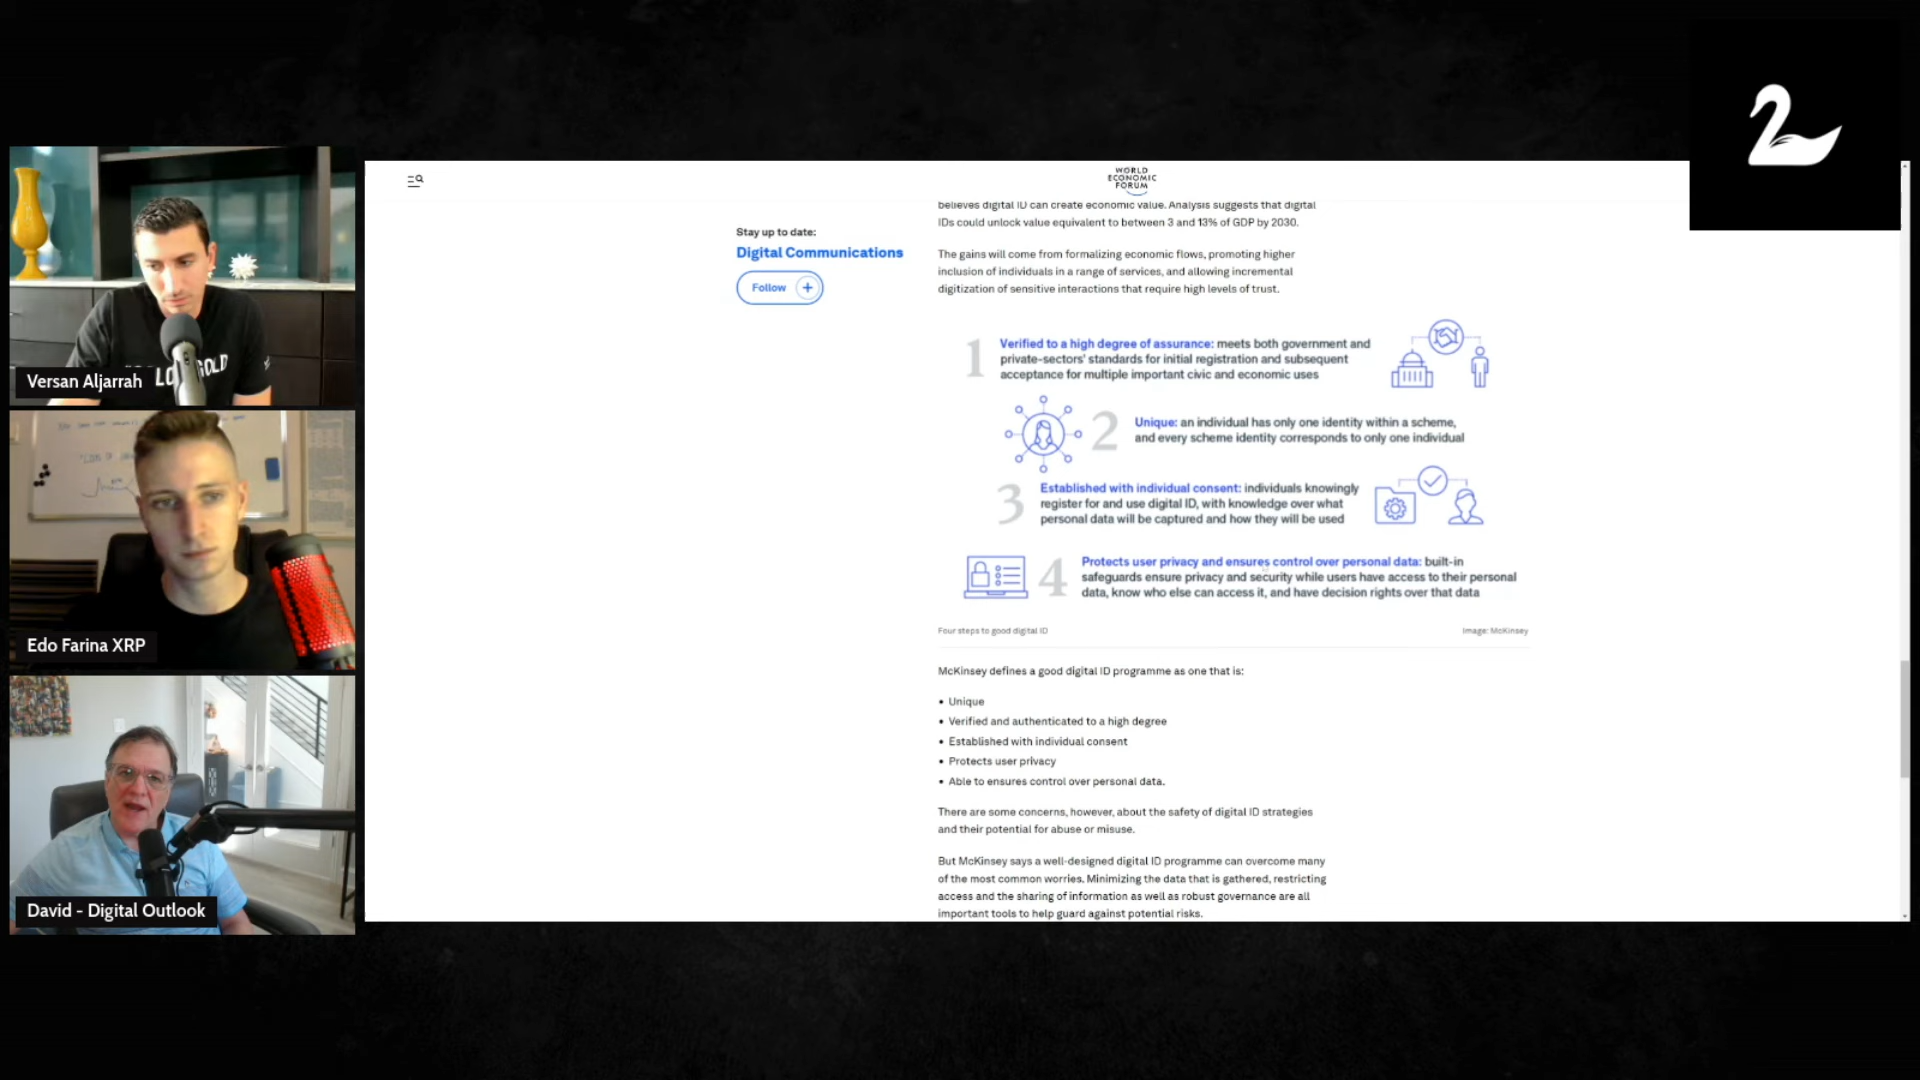 WORLD
ECONOMIC
FORUM
believes digital ID can create economic value. Analysis suggests that digital
IDs could unlock value equivalent to between 3 and 13% of GDP by 2030.
Stay up to date:
Digital Communications
Follow +
The gains will come from formalizing economic flows, promoting higher
inclusion of individuals in a range of services, and allowing incremental
digitization of sensitive interactions that require high levels of trust.
1
Verified to a high degree of assurance: meets both government and
private-sectors' standards for initial registration and subsequent
acceptance for multiple important civic and economic uses
2
Unique: an individual has only one identity within a scheme,
and every scheme identity corresponds to only one individual
3
Established with individual consent: individuals knowingly
register for and use digital ID, with knowledge over what
personal data will be captured and how they will be used
4
Protects user privacy and ensures control over personal data: built-in
safeguards ensure privacy and security while users have access to their personal
data, know who else can access it, and have decision rights over that data
Four steps to good digital ID
Image: McKinsey
McKinsey defines a good digital ID programme as one that is:
• Unique
• Verified and authenticated to a high degree
• Established with individual consent
• Protects user privacy
• Able to ensures control over personal data.
There are some concerns, however, about the safety of digital ID strategies
and their potential for abuse or misuse.
But McKinsey says a well-designed digital ID programme can overcome many
of the most common worries. Minimizing the data that is gathered, restricting
access and the sharing of information as well as robust governance are all
important tools to help guard against potential risks.
Versan Aljarrah
Edo Farina XRP
David - Digital Outlook